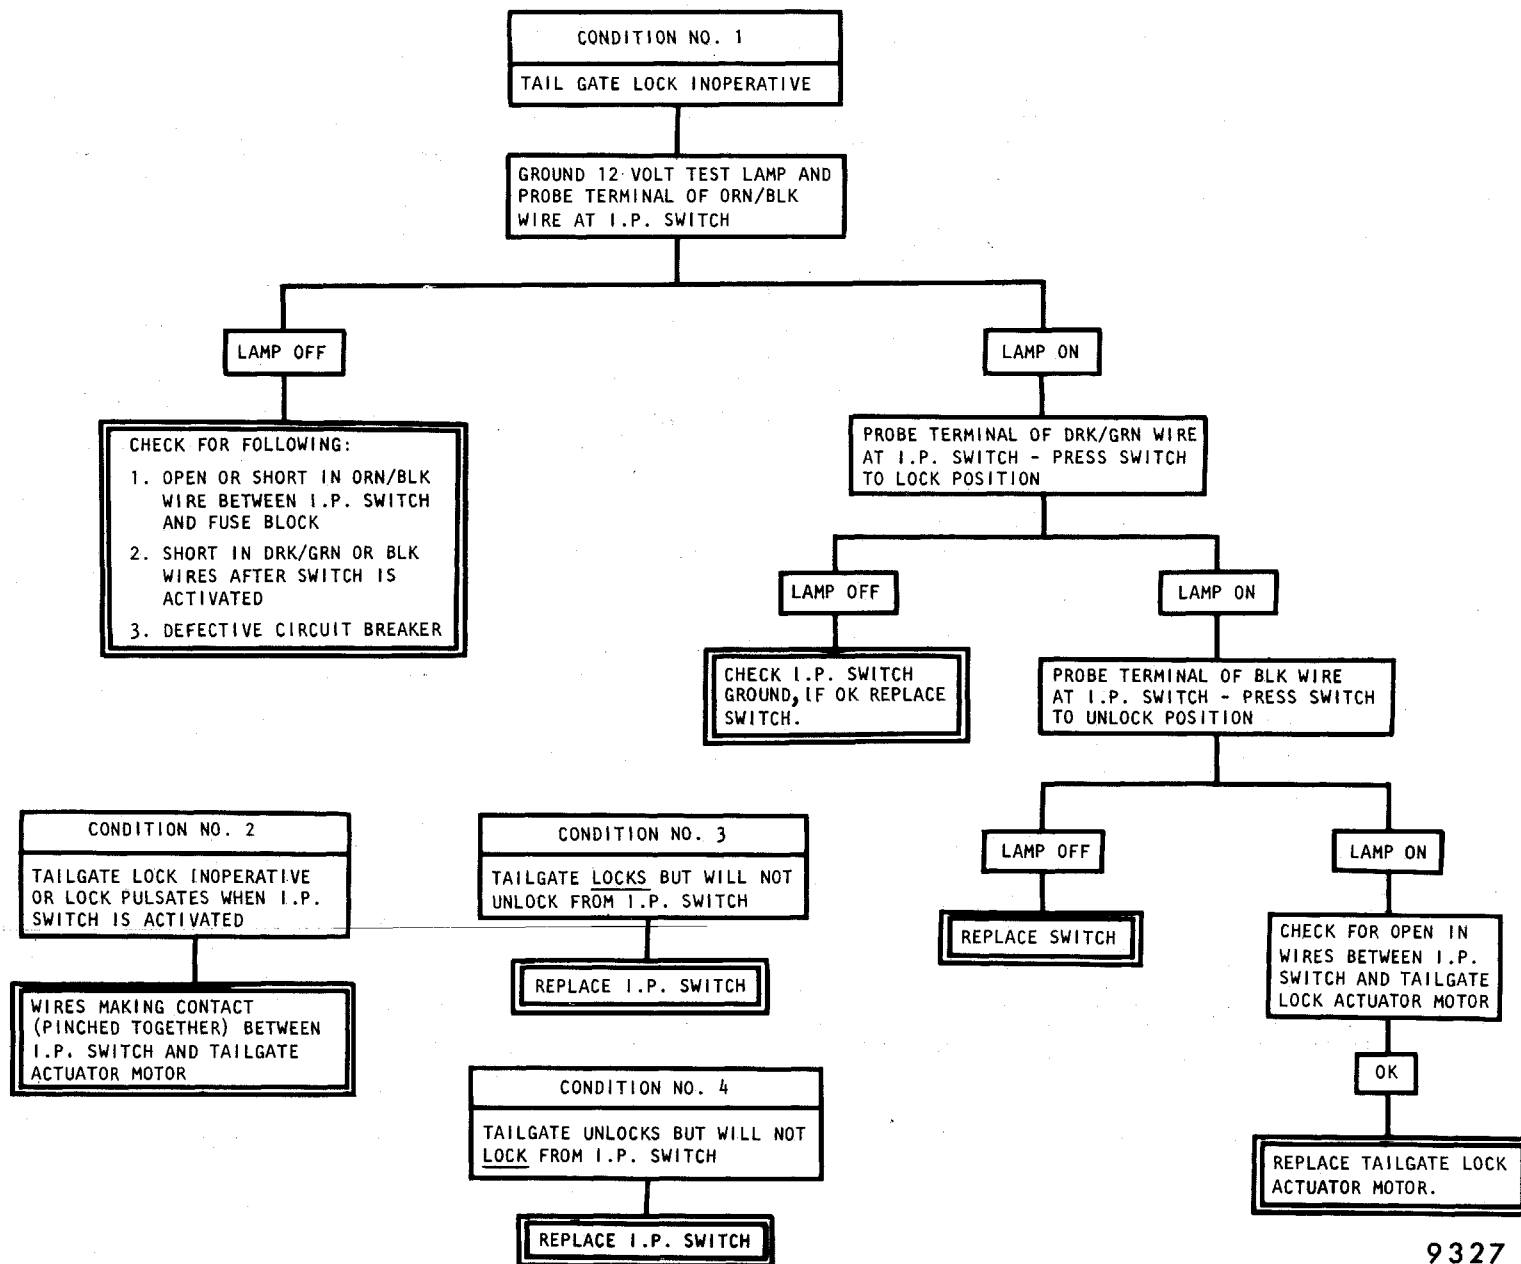 CONDITION NO. 1
TAIL GATE LOCK INOPERATIVE
GROUND 12 VOLT TEST LAMP AND
PROBE TERMINAL OF ORN/BLK
WIRE AT I.P. SWITCH
LAMP OFF
LAMP ON
CHECK FOR FOLLOWING:
1. OPEN OR SHORT IN ORN/BLK
WIRE BETWEEN I.P. SWITCH
AND FUSE BLOCK
2. SHORT IN DRK/GRN OR BLK
WIRES AFTER SWITCH IS
ACTIVATED
3. DEFECTIVE CIRCUIT BREAKER
PROBE TERMINAL OF DRK/GRN WIRE
AT I.P. SWITCH - PRESS SWITCH
TO LOCK POSITION
LAMP OFF
LAMP ON
CHECK I.P. SWITCH
GROUND, IF OK REPLACE
SWITCH.
PROBE TERMINAL OF BLK WIRE
AT I.P. SWITCH - PRESS SWITCH
TO UNLOCK POSITION
LAMP OFF
LAMP ON
REPLACE SWITCH
CHECK FOR OPEN IN
WIRES BETWEEN I.P.
SWITCH AND TAILGATE
LOCK ACTUATOR MOTOR
OK
REPLACE TAILGATE LOCK
ACTUATOR MOTOR.
CONDITION NO. 2
TAILGATE LOCK INOPERATIVE
OR LOCK PULSATES WHEN I.P.
SWITCH IS ACTIVATED
WIRES MAKING CONTACT
(PINCHED TOGETHER) BETWEEN
I.P. SWITCH AND TAILGATE
ACTUATOR MOTOR
CONDITION NO. 3
TAILGATE LOCKS BUT WILL NOT
UNLOCK FROM I.P. SWITCH
REPLACE I.P. SWITCH
CONDITION NO. 4
TAILGATE UNLOCKS BUT WILL NOT
LOCK FROM I.P. SWITCH
REPLACE I.P. SWITCH
9327